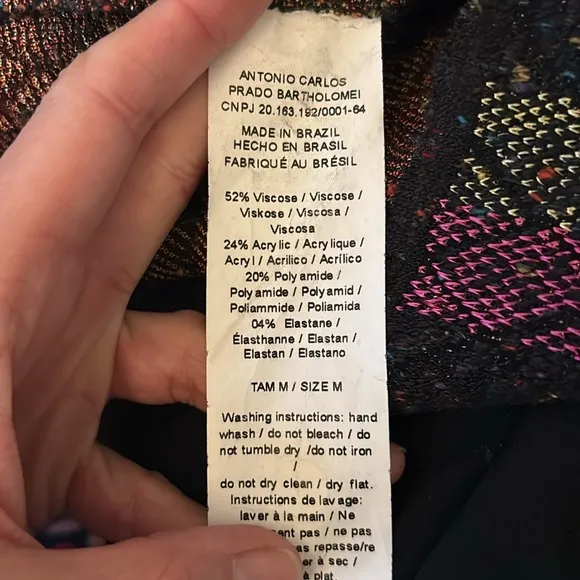 ANTONIO CARLOS
PRADO BARTHOLOMEI
CNPJ 20.163.192/0001-64
MADE IN BRAZIL
HECHO EN BRASIL
FABRIQUÉ AU BRÉSIL
52% Viscose / Viscose /
Viskose / Viscosa /
Viscosa
24% Acrylic / Acrylique /
Acryl / Acrilico / Acrílico
20% Polyamide /
Polyamide / Polyamid /
Poliammide / Poliamida
04% Elastane /
Élasthanne / Elastan /
Elastan / Elastano
TAM M / SIZE M
Washing instructions: hand
whash / do not bleach / do
not tumble dry /do not iron
/
do not dry clean / dry flat.
Instructions de lavage:
laver à la main / Ne
pas / ne pas
repasse/re
à sec /
à plat.